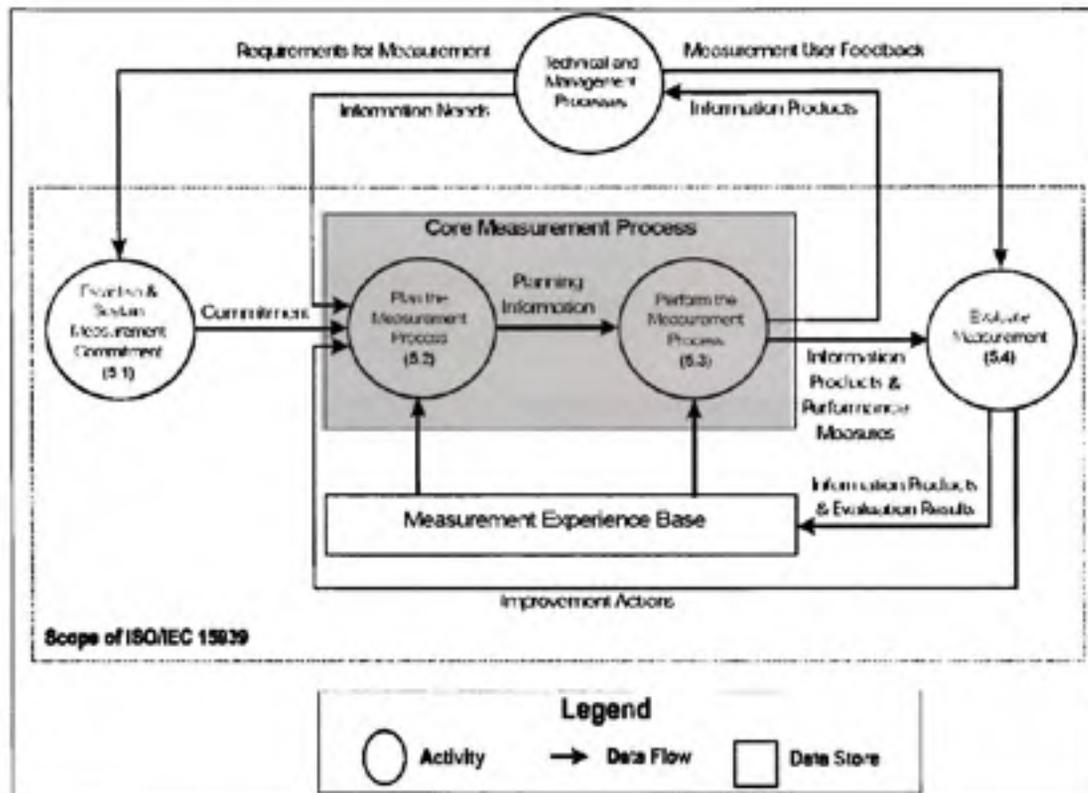 Requirements for Measurement
Measurement User Feedback
Technical and
Management
Processes
Information Needs
Information Products
Core Measurement Process
Establish &
Sustain
Measurement
Commitment
(5.1)
Commitment
Plan the
Measurement
Process
(5.2)
Planning
Information
Perform the
Measurement
Process
(5.3)
Evaluate
Measurement
(5.4)
Information
Products &
Performance
Measures
Information Products
& Evaluation Results
Measurement Experience Base
Improvement Actions
Scope of ISO/IEC 15939
Legend
Activity
Data Flow
Data Store